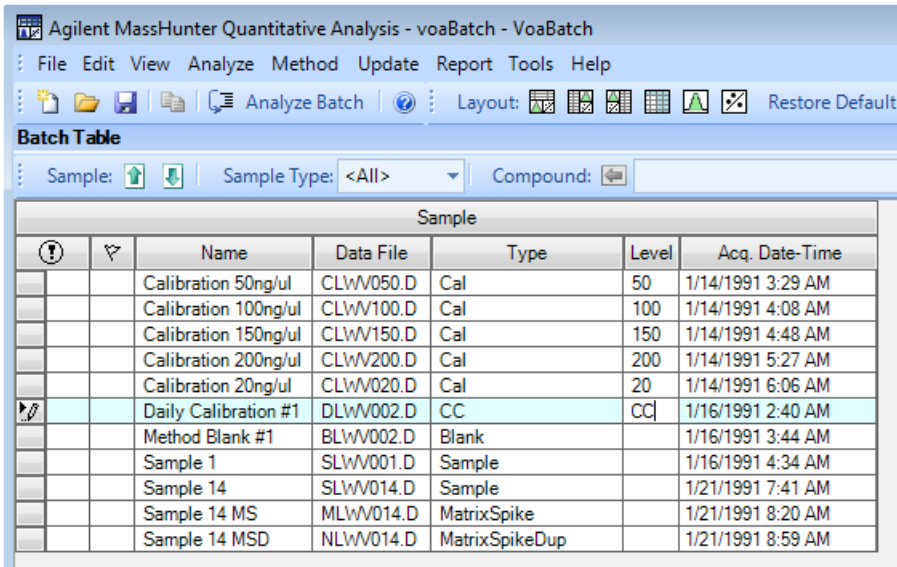 Agilent MassHunter Quantitative Analysis - voaBatch - VoaBatch
File Edit View Analyze Method Update Report Tools Help
Analyze Batch Layout: Restore Default
Batch Table
Sample: Sample Type: <All> Compound:
Sample
Name Data File Type Level Acq. Date-Time
Calibration 50ng/ul CLWV050.D Cal 50 1/14/1991 3:29 AM
Calibration 100ng/ul CLWV100.D Cal 100 1/14/1991 4:08 AM
Calibration 150ng/ul CLWV150.D Cal 150 1/14/1991 4:48 AM
Calibration 200ng/ul CLWV200.D Cal 200 1/14/1991 5:27 AM
Calibration 20ng/ul CLWV020.D Cal 20 1/14/1991 6:06 AM
Daily Calibration #1 DLWV002.D CC CC 1/16/1991 2:40 AM
Method Blank #1 BLWV002.D Blank 1/16/1991 3:44 AM
Sample 1 SLWV001.D Sample 1/16/1991 4:34 AM
Sample 14 SLWV014.D Sample 1/21/1991 7:41 AM
Sample 14 MS MLWV014.D MatrixSpike 1/21/1991 8:20 AM
Sample 14 MSD NLWV014.D MatrixSpikeDup 1/21/1991 8:59 AM